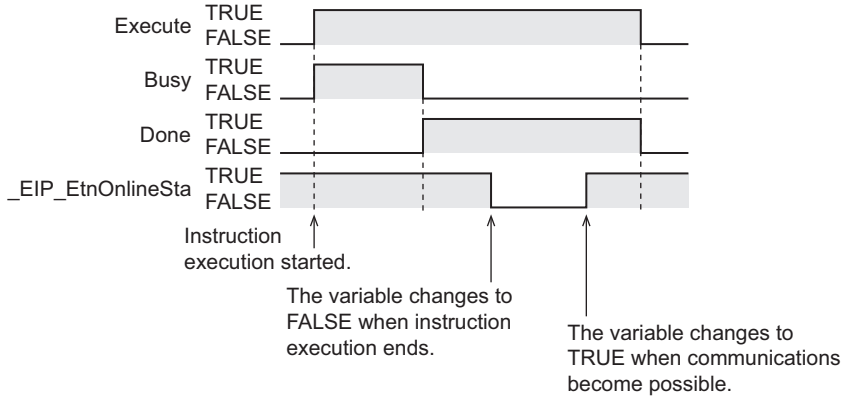 Execute
TRUE
FALSE
Busy
TRUE
FALSE
Done
TRUE
FALSE
_EIP_EtnOnlineSta
TRUE
FALSE
Instruction
execution started.
The variable changes to
FALSE when instruction
execution ends.
The variable changes to
TRUE when communications
become possible.